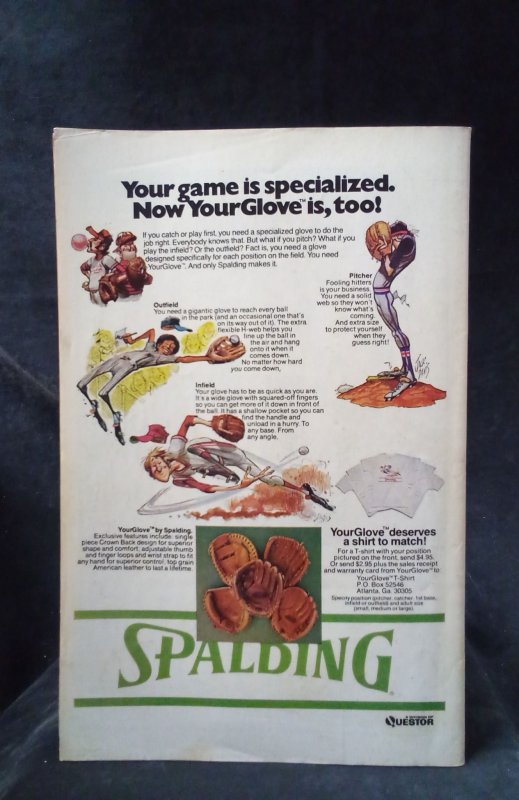 Your game is specialized.
Now YourGlove™ is, too!
If you catch or play first, you need a specialized glove to do the
job right. Everybody knows that. But what if you pitch? What if you
play the infield? Or the outfield? Fact is, you need a glove
designed specifically for each position on the field. You need
YourGlove™. And only Spalding makes it.
Pitcher
Fooling hitters
is your business.
You need a solid
web so they won't
know what's
coming.
And extra size
to protect yourself
when they
guess right!
Outfield
You need a gigantic glove to reach every ball
in the park (and an occasional one that's
on its way out of it). The extra
flexible H-web helps you
line up the ball in
the air and hang
onto it when it
comes down.
No matter how hard
you come down,
Infield
Your glove has to be as quick as you are.
It's a wide glove with squared-off fingers
so you can get more of it down in front of
the ball. It has a shallow pocket so you can
find the handle and
unload in a hurry. To
any base. From
any angle.
YourGlove™ by Spalding.
Exclusive features include: single
piece Crown Back design for superior
shape and comfort, adjustable thumb
and finger loops and wrist strap to fit
any hand for superior control, top grain
American leather to last a lifetime.
YourGlove™ deserves
a shirt to match!
For a T-shirt with your position
pictured on the front, send $4.95.
Or send $2.95 plus the sales receipt
and warranty card from YourGlove™ to:
YourGlove™ T-Shirt
P.O. Box 52546
Atlanta, Ga. 30305
Specify position (pitcher, catcher, 1st base,
infield or outfield) and adult size
(small, medium or large).
SPALDING
A DIVISION OF
QUESTOR